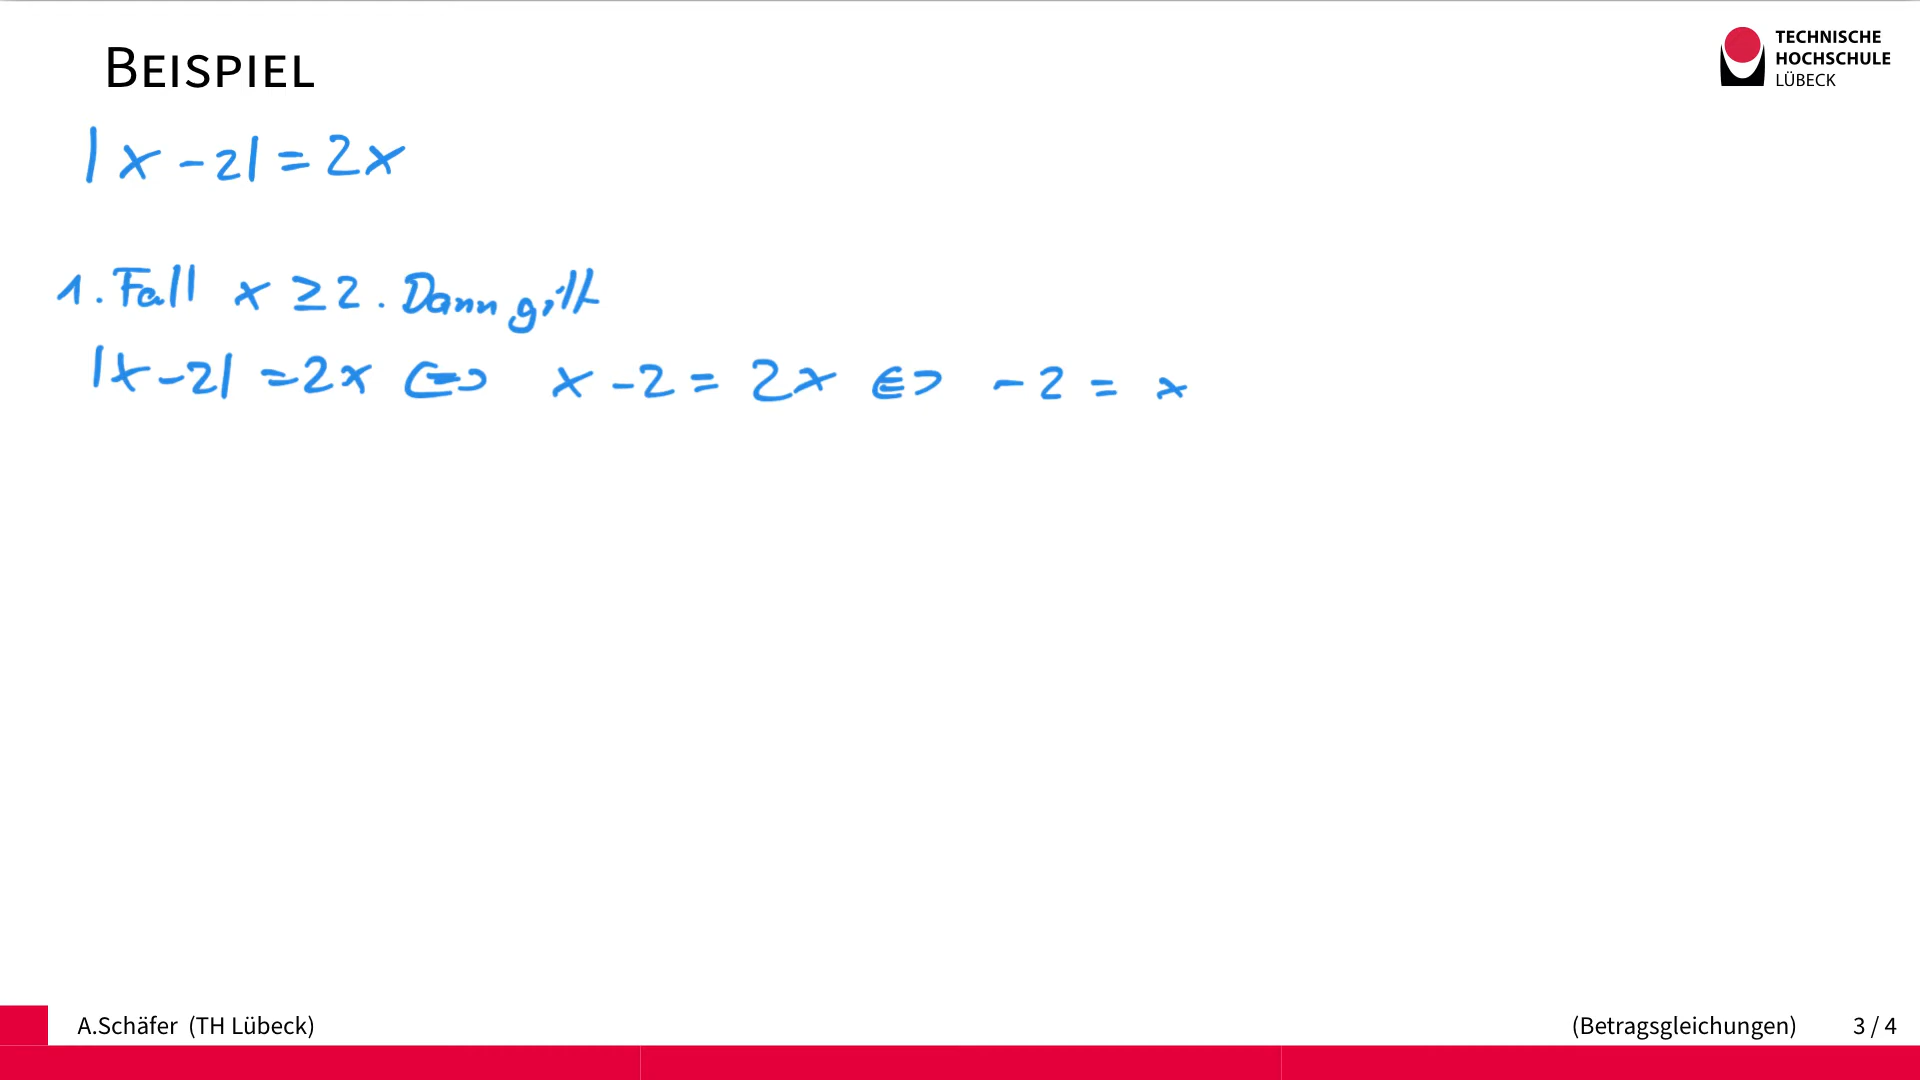 BEISPIEL
TECHNISCHE
HOCHSCHULE
LÜBECK
|x-2| = 2x
1. Fall x ≥ 2. Dann gilt
|x-2| = 2x ⇔ x-2 = 2x ⇔ -2 = x
A.Schäfer (TH Lübeck) (Betragsgleichungen) 3 / 4